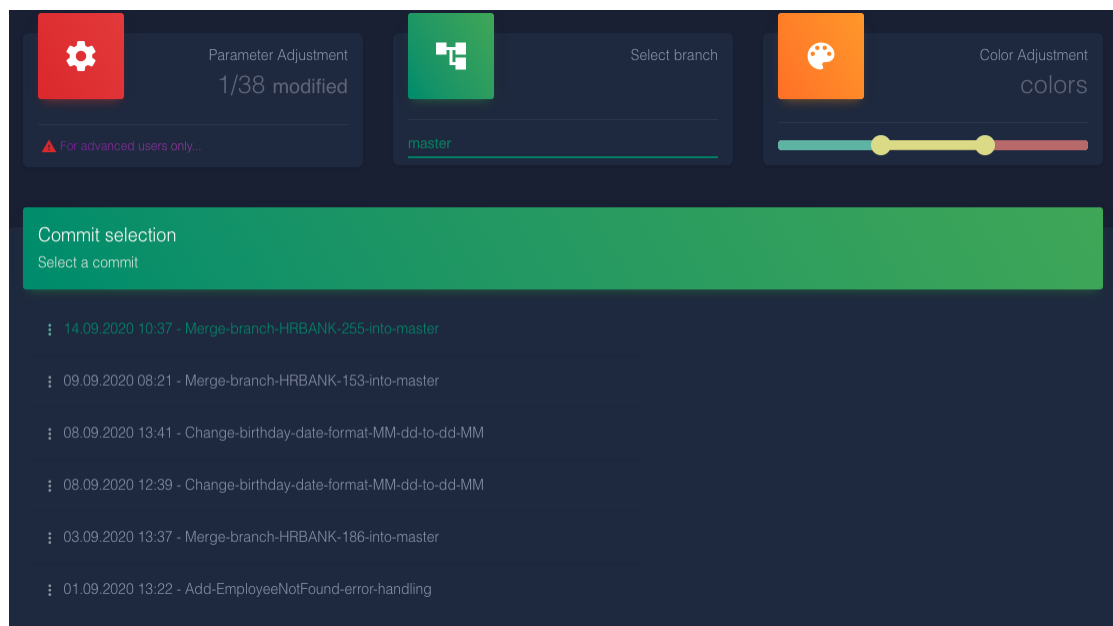 Parameter Adjustment
1/38 modified
For advanced users only...
Select branch
master
Color Adjustment
colors
Commit selection
Select a commit
14.09.2020 10:37 - Merge-branch-HRBANK-255-into-master
09.09.2020 08:21 - Merge-branch-HRBANK-153-into-master
08.09.2020 13:41 - Change-birthday-date-format-MM-dd-to-dd-MM
08.09.2020 12:39 - Change-birthday-date-format-MM-dd-to-dd-MM
03.09.2020 13:37 - Merge-branch-HRBANK-186-into-master
01.09.2020 13:22 - Add-EmployeeNotFound-error-handling